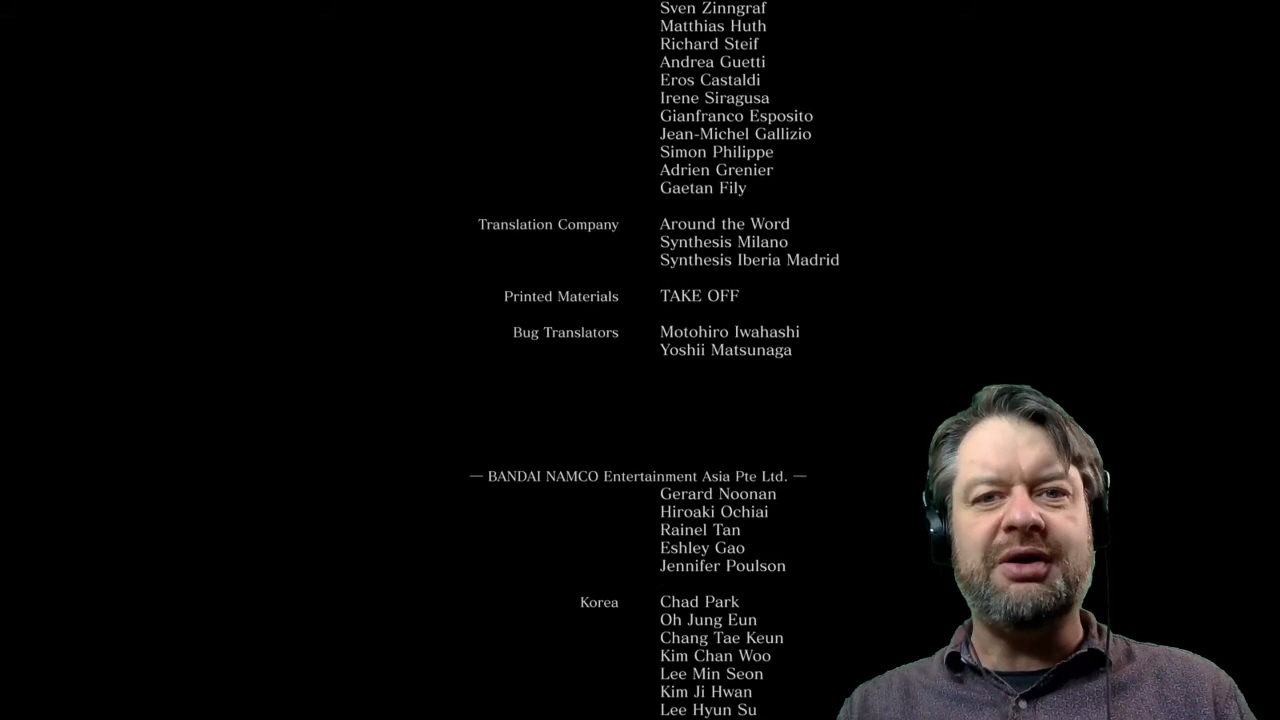 Sven Zinngraf
Matthias Huth
Richard Steif
Andrea Guetti
Eros Castaldi
Irene Siragusa
Gianfranco Esposito
Jean-Michel Gallizio
Simon Philippe
Adrien Grenier
Gaetan Fily
Translation Company Around the Word
Synthesis Milano
Synthesis Iberia Madrid
Printed Materials TAKE OFF
Bug Translators Motohiro Iwahashi
Yoshii Matsunaga
— BANDAI NAMCO Entertainment Asia Pte Ltd. —
Gerard Noonan
Hiroaki Ochiai
Rainel Tan
Eshley Gao
Jennifer Poulson
Korea Chad Park
Oh Jung Eun
Chang Tae Keun
Kim Chan Woo
Lee Min Seon
Kim Ji Hwan
Lee Hyun Su